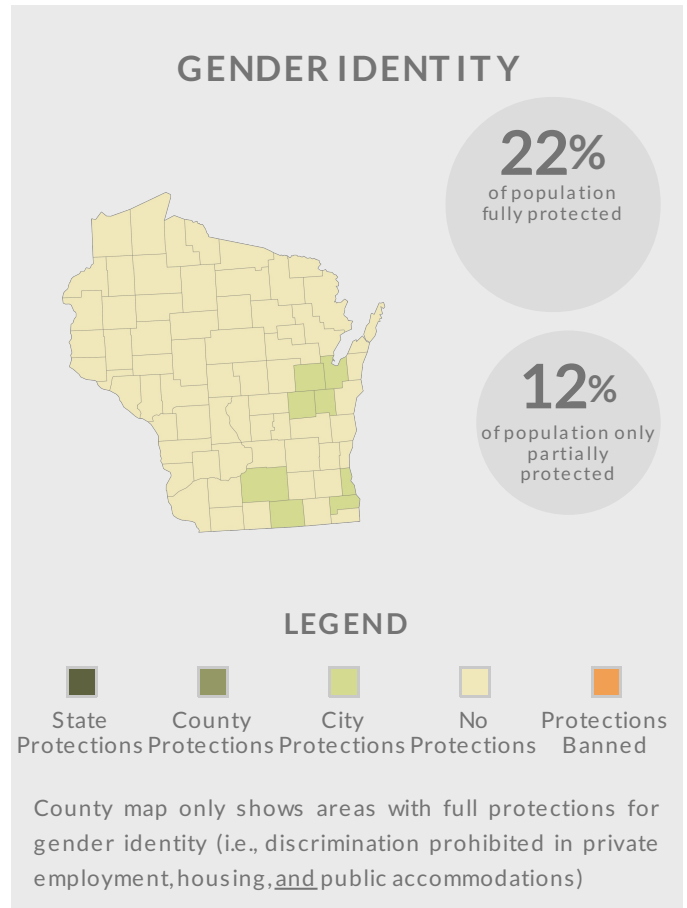 GENDER IDENTITY
22%
of population
fully protected
12%
of population only
partially
protected
LEGEND
State
Protections
County
Protections
City
Protections
No
Protections
Protections
Banned
County map only shows areas with full protections for
gender identity (i.e., discrimination prohibited in private
employment, housing, and public accommodations)